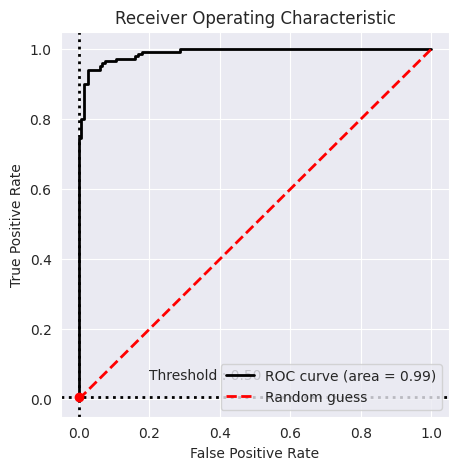 Receiver Operating Characteristic
1.0
0.8
0.6
0.4
0.2
0.0
True Positive Rate
Threshold : 0.50
ROC curve (area = 0.99)
Random guess
0.0 0.2 0.4 0.6 0.8 1.0
False Positive Rate